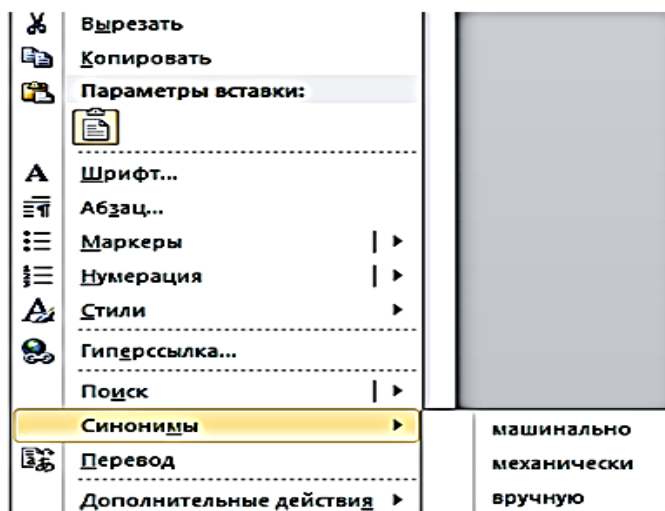 Вырезать
Копировать
Параметры вставки:
Шрифт...
Абзац...
Маркеры
Нумерация
Стили
Гиперссылка...
Поиск
Синонимы
машинально
Перевод
механически
Дополнительные действия
вручную